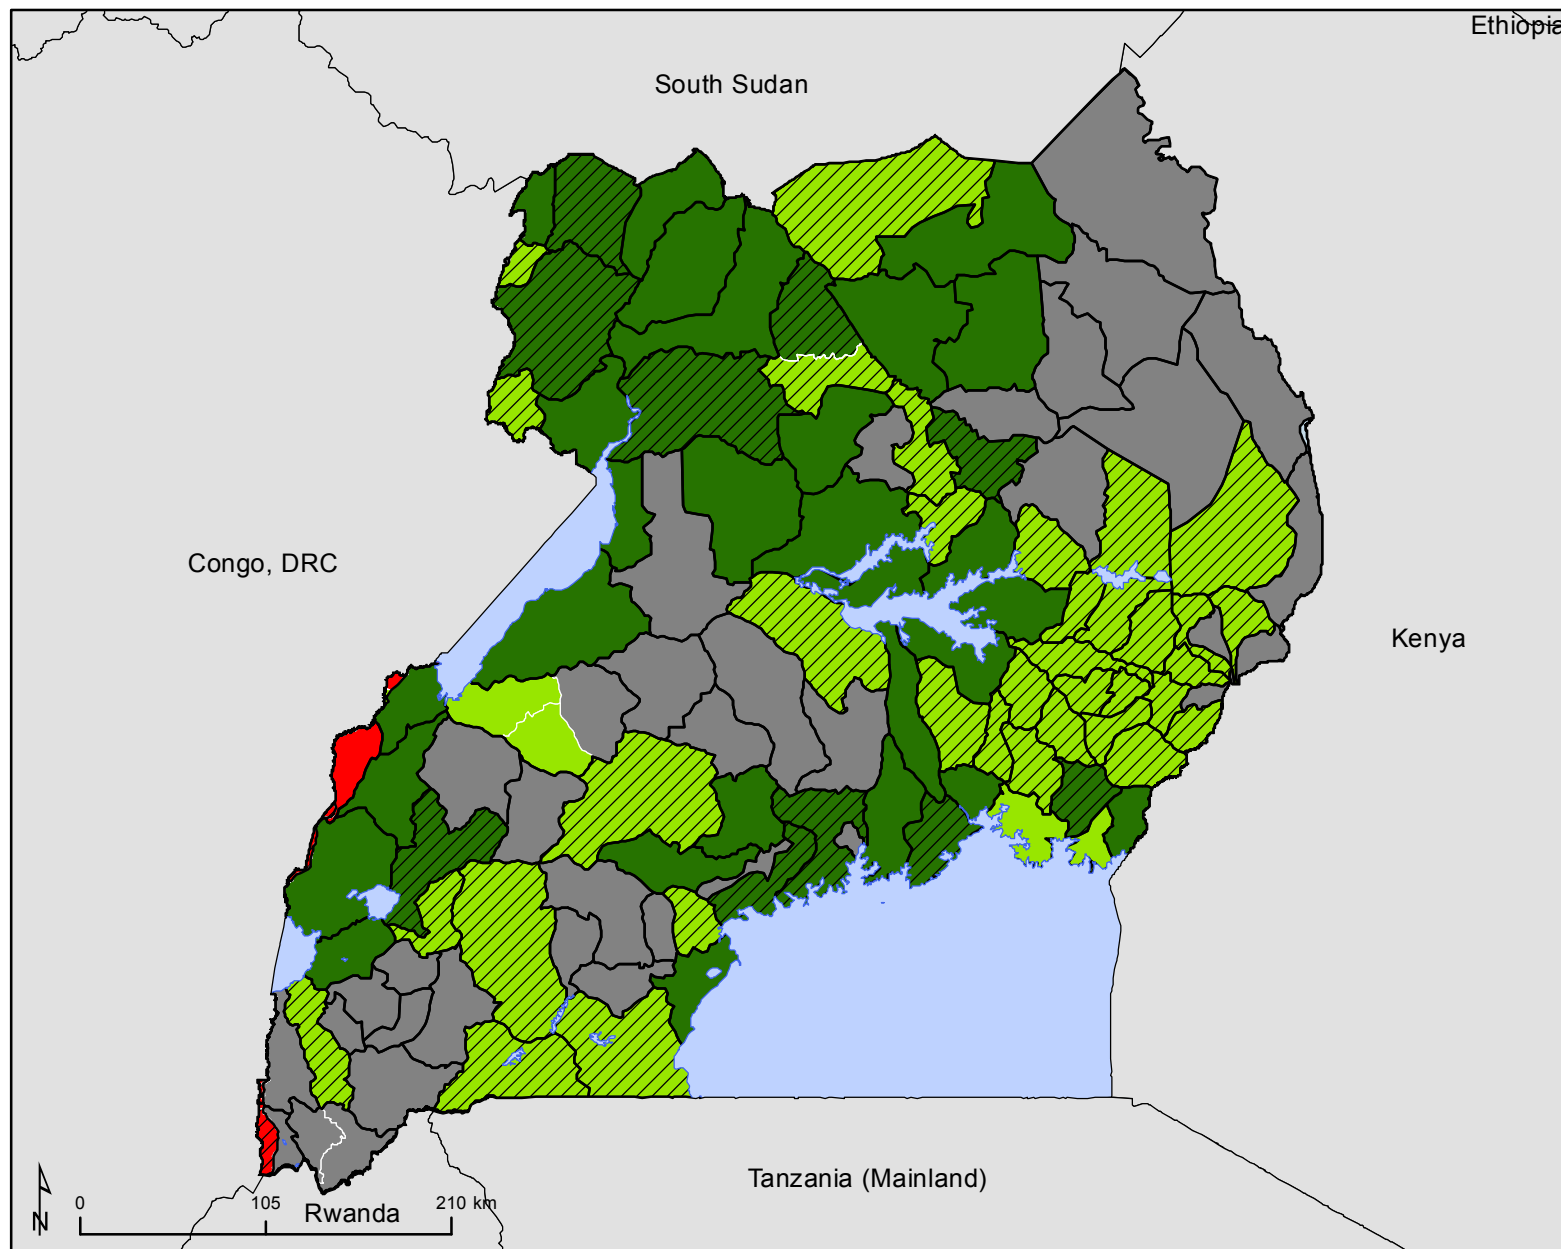 Ethiopia
South Sudan
Congo, DRC
Kenya
Tanzania (Mainland)
0 105 210 km
Rwanda
N